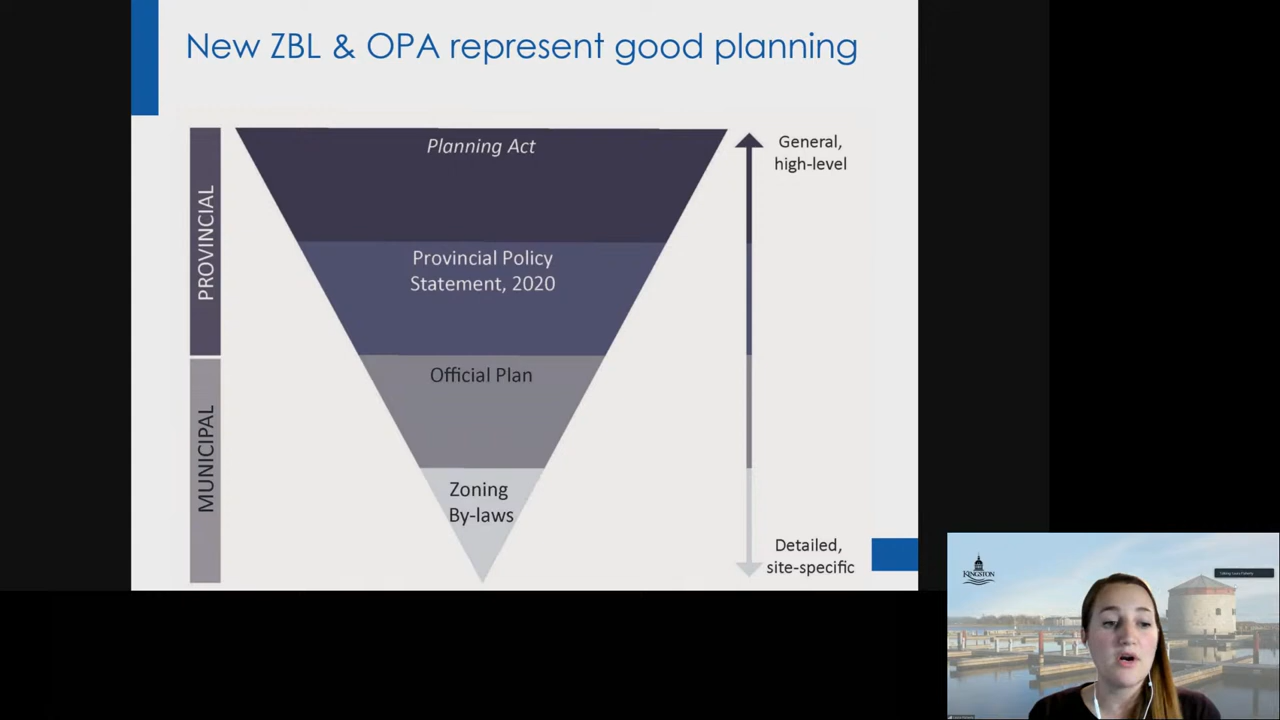 New ZBL & OPA represent good planning
PROVINCIAL
MUNICIPAL
Planning Act
Provincial Policy
Statement, 2020
Official Plan
Zoning
By-laws
General,
high-level
Detailed,
site-specific
KINGSTON